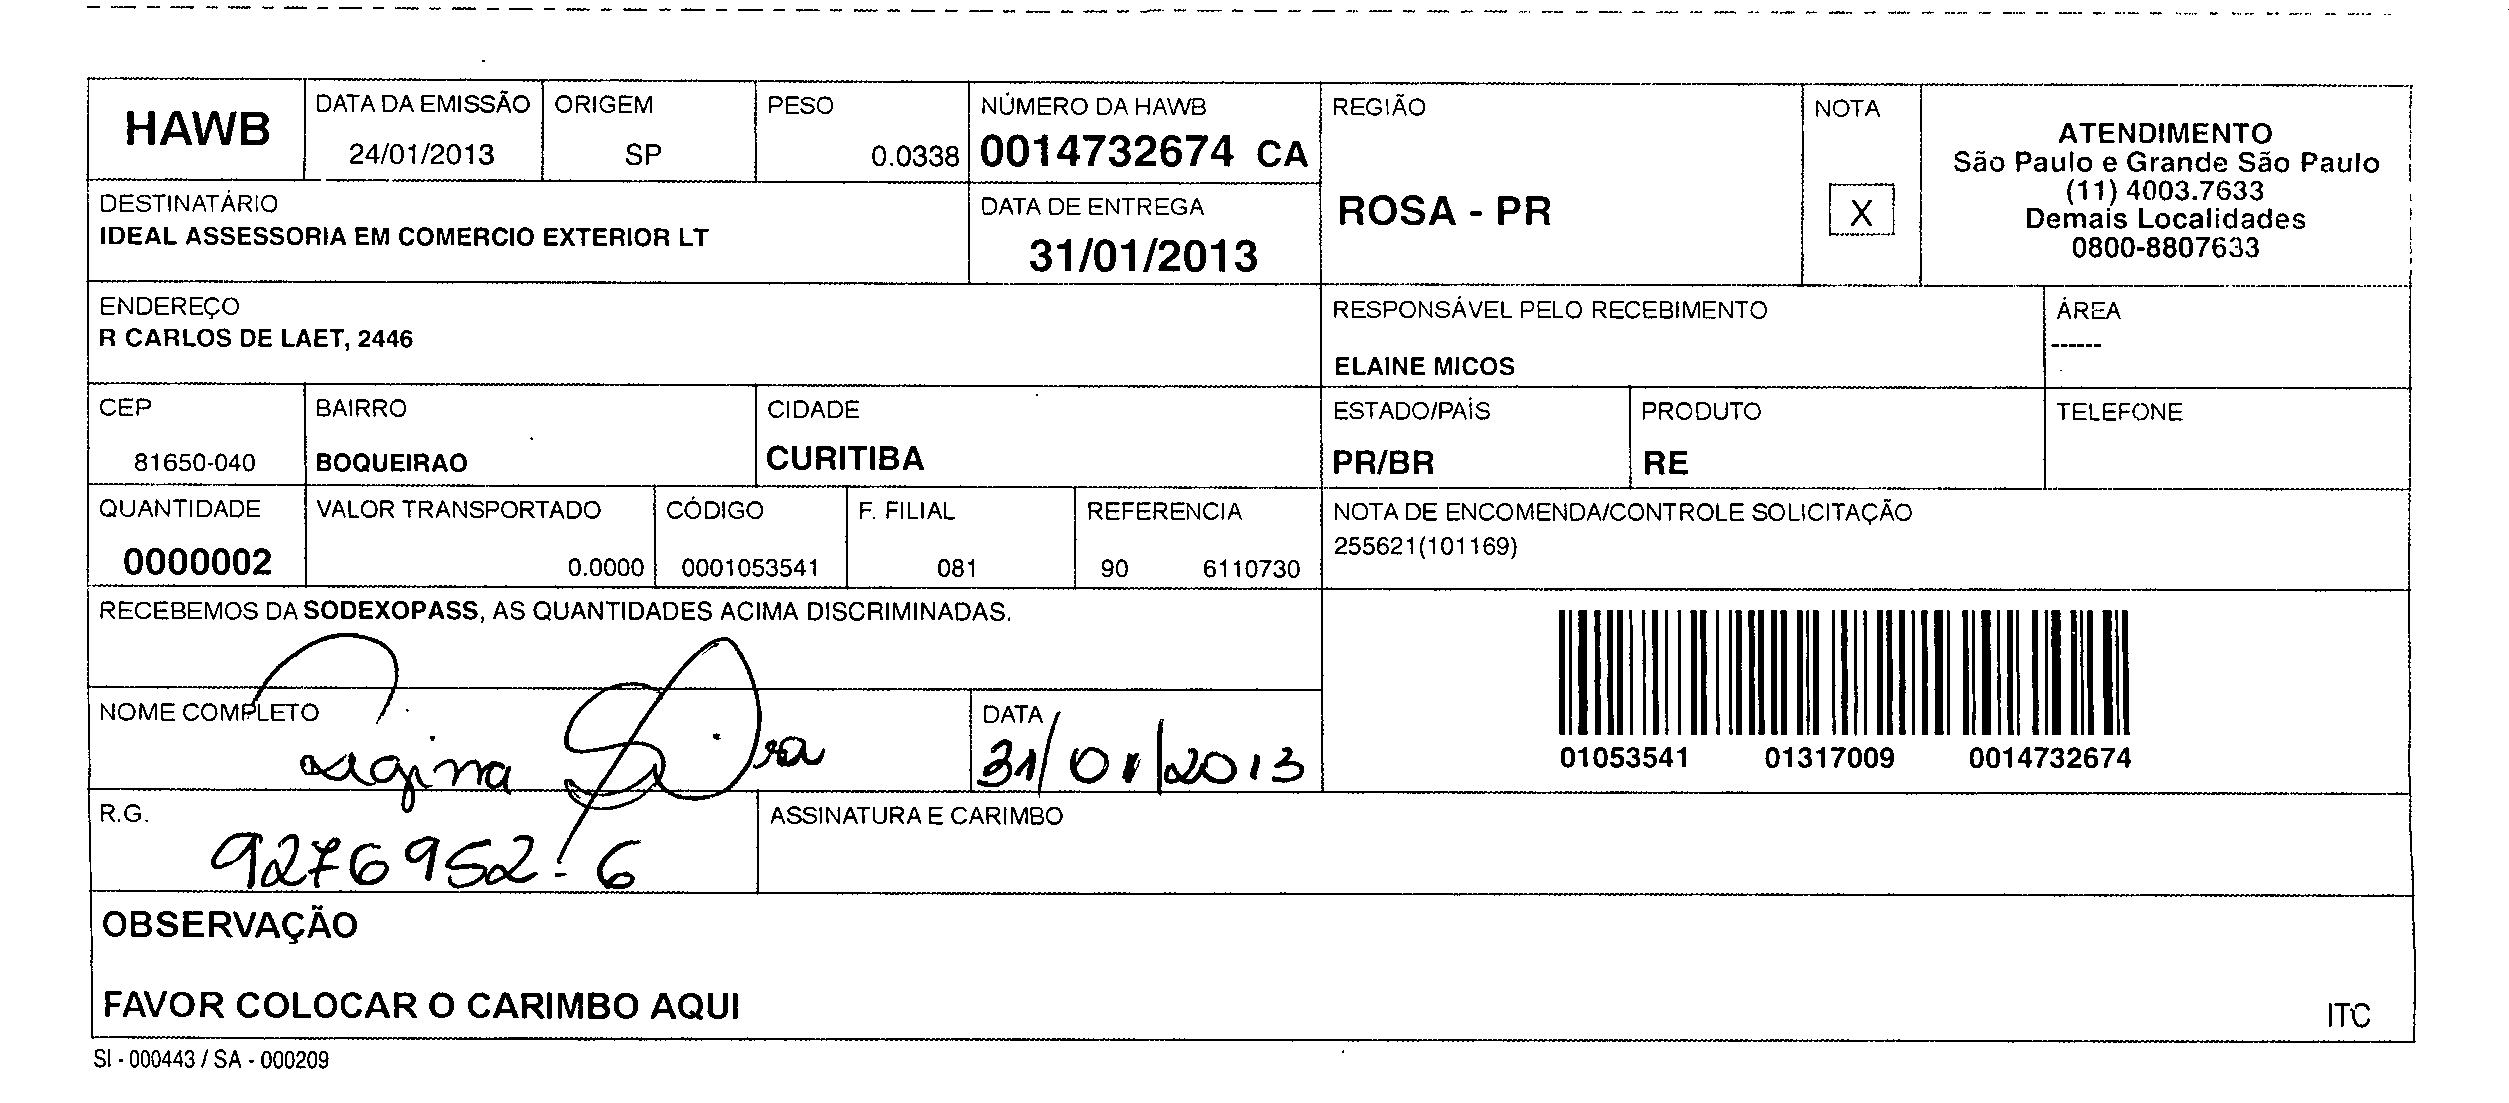 HAWB
DATA DA EMISSÃO
24/01/2013
ORIGEM
SP
PESO
0.0338
NÚMERO DA HAWB
0014732674 CA
REGIÃO
ROSA - PR
NOTA
X
ATENDIMENTO
São Paulo e Grande São Paulo
(11) 4003.7633
Demais Localidades
0800-8807633
DESTINATÁRIO
IDEAL ASSESSORIA EM COMERCIO EXTERIOR LT
DATA DE ENTREGA
31/01/2013
ENDEREÇO
R CARLOS DE LAET, 2446
RESPONSÁVEL PELO RECEBIMENTO
ELAINE MICOS
ÁREA
------
CEP
81650-040
BAIRRO
BOQUEIRAO
CIDADE
CURITIBA
ESTADO/PAÍS
PR/BR
PRODUTO
RE
TELEFONE
QUANTIDADE
0000002
VALOR TRANSPORTADO
0.0000
CÓDIGO
0001053541
F. FILIAL
081
REFERENCIA
90 6110730
NOTA DE ENCOMENDA/CONTROLE SOLICITAÇÃO
255621(101169)
RECEBEMOS DA SODEXOPASS, AS QUANTIDADES ACIMA DISCRIMINADAS.
NOME COMPLETO
Regina
DATA
31/01/2013
01053541 01317009 0014732674
R.G.
9276952-6
ASSINATURA E CARIMBO
OBSERVAÇÃO
FAVOR COLOCAR O CARIMBO AQUI
ITC
SI - 000443 / SA - 000209